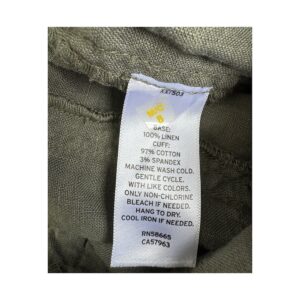 BASE:
100% LINEN
CUFF:
97% COTTON
3% SPANDEX
MACHINE WASH COLD.
GENTLE CYCLE.
WITH LIKE COLORS.
ONLY NON-CHLORINE
BLEACH IF NEEDED.
HANG TO DRY.
COOL IRON IF NEEDED.
RN58665
CA57963